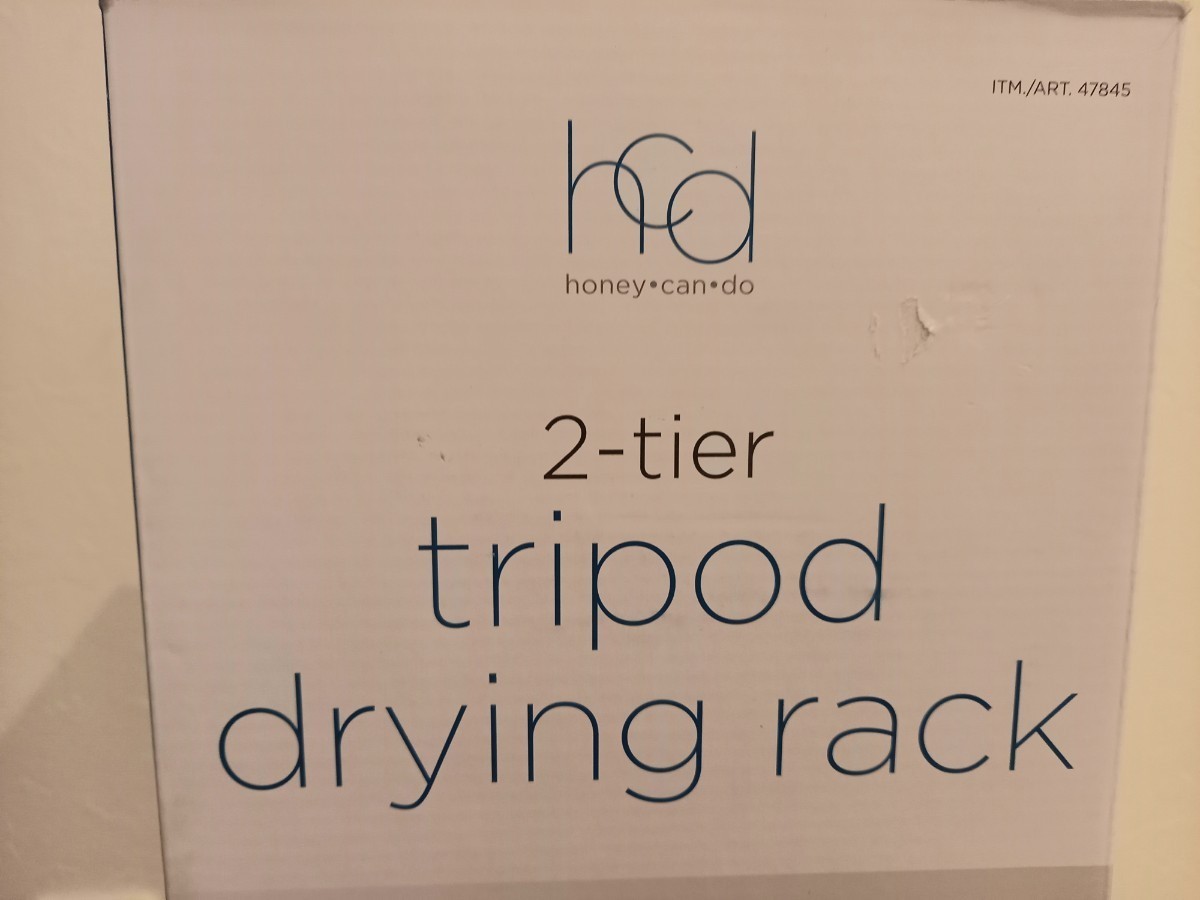 ITM./ART. 47845
hcd
honey•can•do
2-tier
tripod
drying rack